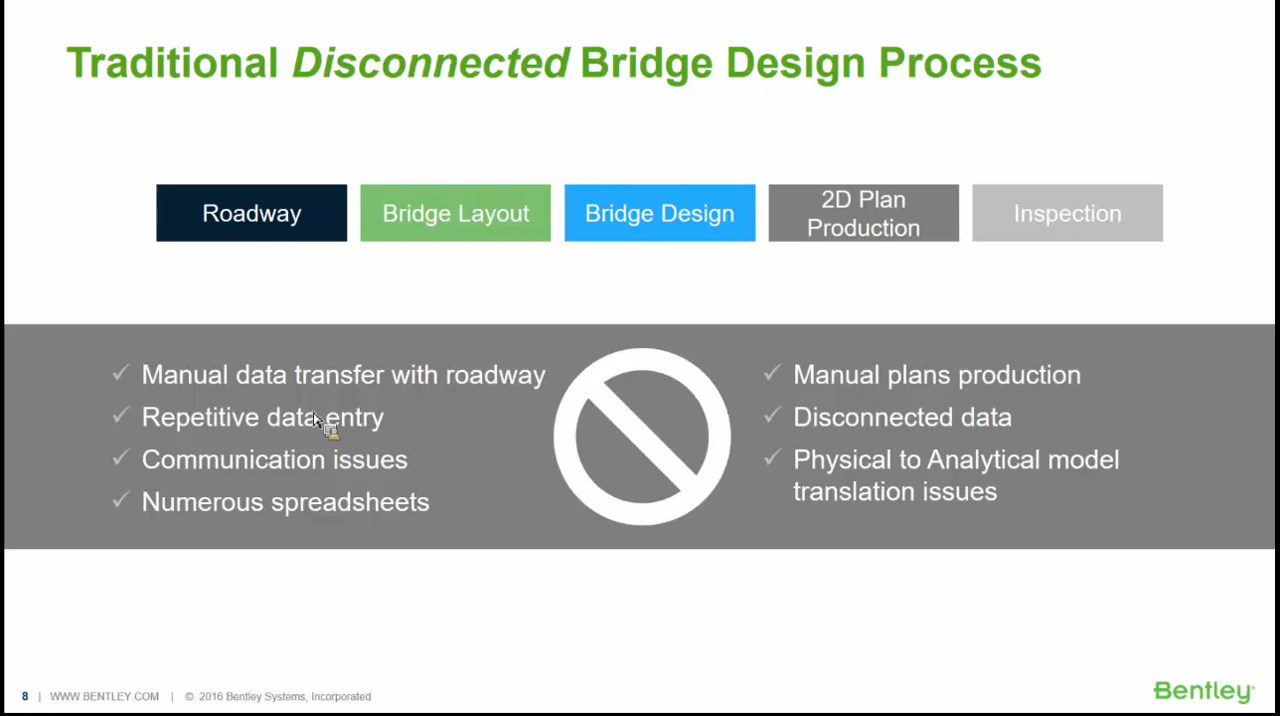 Traditional Disconnected Bridge Design Process
Roadway
Bridge Layout
Bridge Design
2D Plan
Production
Inspection
Manual data transfer with roadway
Repetitive data entry
Communication issues
Numerous spreadsheets
Manual plans production
Disconnected data
Physical to Analytical model
translation issues
8 | WWW.BENTLEY.COM | © 2016 Bentley Systems, Incorporated
Bentley®